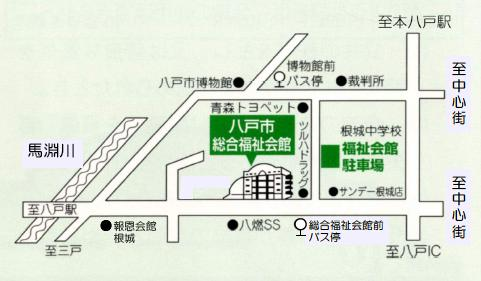 至本八戸駅
博物館前
バス停
八戸市博物館
裁判所
至中心街
青森トヨペット
八戸市
総合福祉会館
ツルハドラッグ
根城中学校
福祉会館
駐車場
馬淵川
サンデー根城店
至中心街
至八戸駅
報恩会館
根城
八燃SS
総合福祉会館前
バス停
至三戸
至八戸IC